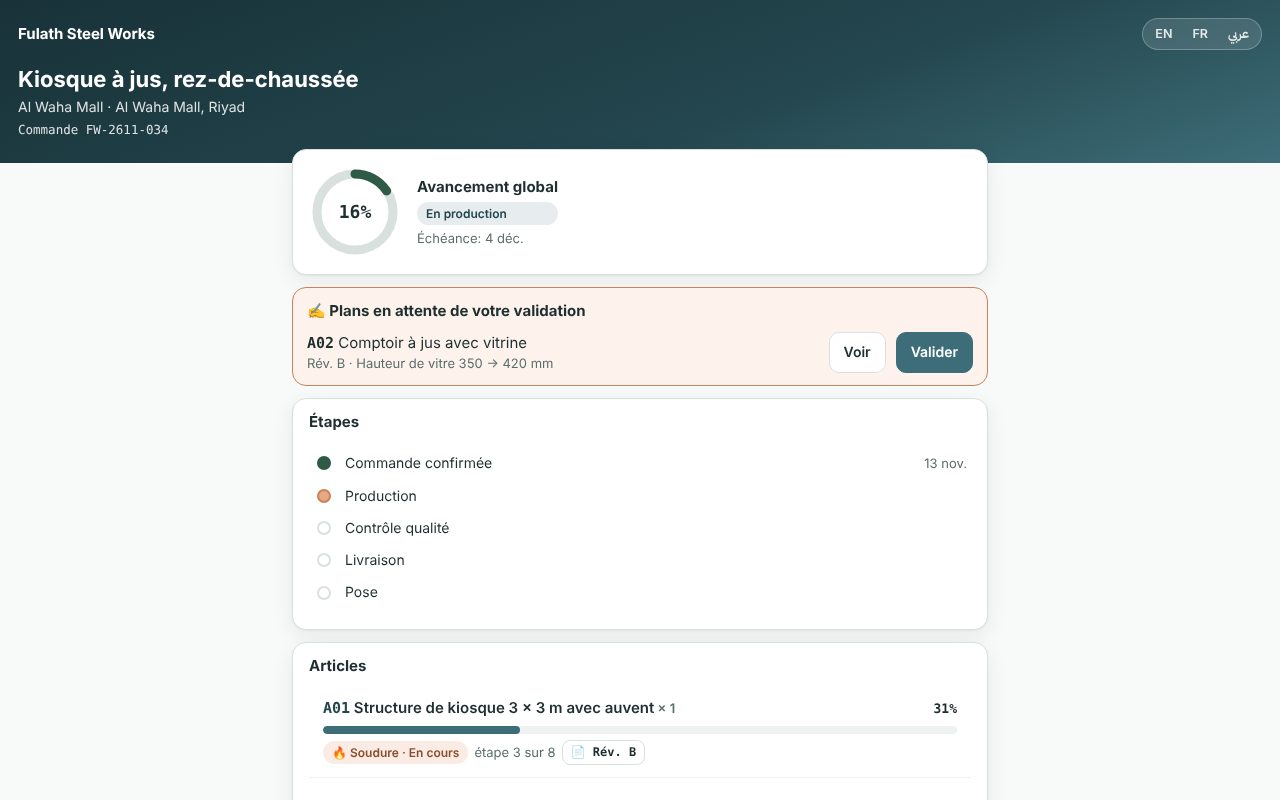 Fulath Steel Works
EN FR عربي
Kiosque à jus, rez-de-chaussée
Al Waha Mall · Al Waha Mall, Riyad
Commande FW-2611-034
16%
Avancement global
En production
Échéance: 4 déc.
✍️ Plans en attente de votre validation
A02 Comptoir à jus avec vitrine
Rév. B · Hauteur de vitre 350 → 420 mm
Voir
Valider
Étapes
Commande confirmée 13 nov.
Production
Contrôle qualité
Livraison
Pose
Articles
A01 Structure de kiosque 3 × 3 m avec auvent × 1 31%
🔥 Soudure · En cours étape 3 sur 8 📄 Rév. B